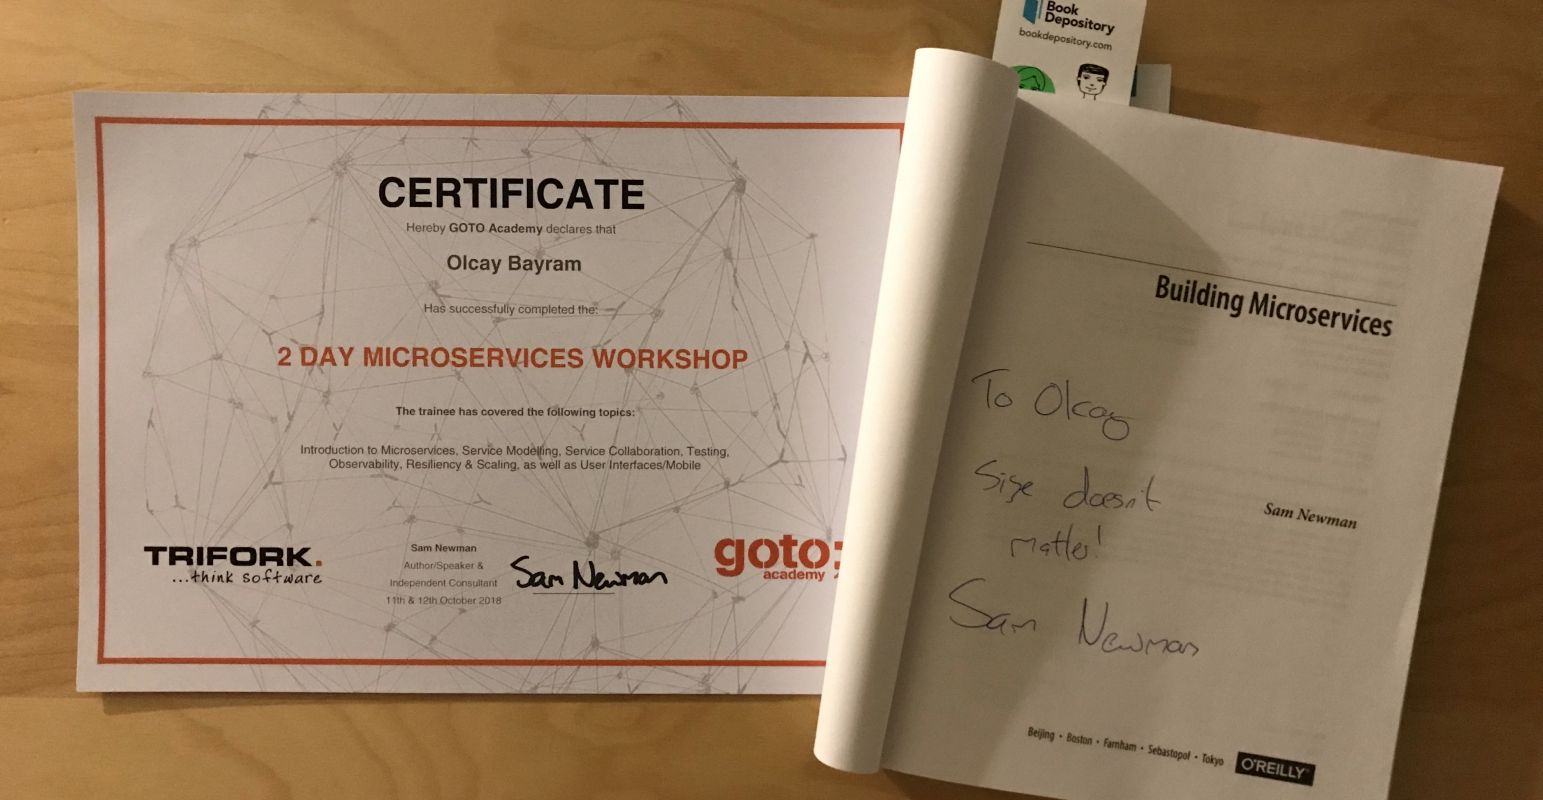 CERTIFICATE
Hereby GOTO Academy declares that
Olcay Bayram
Has successfully completed the:
2 DAY MICROSERVICES WORKSHOP
The trainee has covered the following topics:
Introduction to Microservices, Service Modelling, Service Collaboration, Testing,
Observability, Resiliency & Scaling, as well as User Interfaces/Mobile
TRIFORK.
...think software
Sam Newman
Author/Speaker &
Independent Consultant
11th & 12th October 2018
Sam Newman
goto;
academy
Book
Depository
bookdepository.com
Building Microservices
To Olcay
Size doesn't
matter!
Sam Newman
Sam Newman
Beijing · Boston · Farnham · Sebastopol · Tokyo
O'REILLY